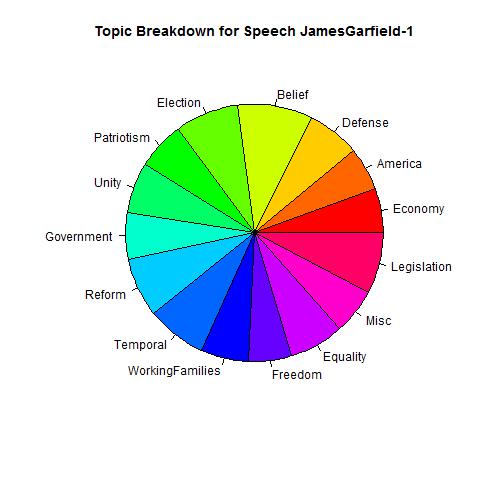 Topic Breakdown for Speech JamesGarfield-1
Belief
Election
Defense
Patriotism
America
Unity
Economy
Government
Legislation
Reform
Misc
Temporal
Equality
WorkingFamilies
Freedom